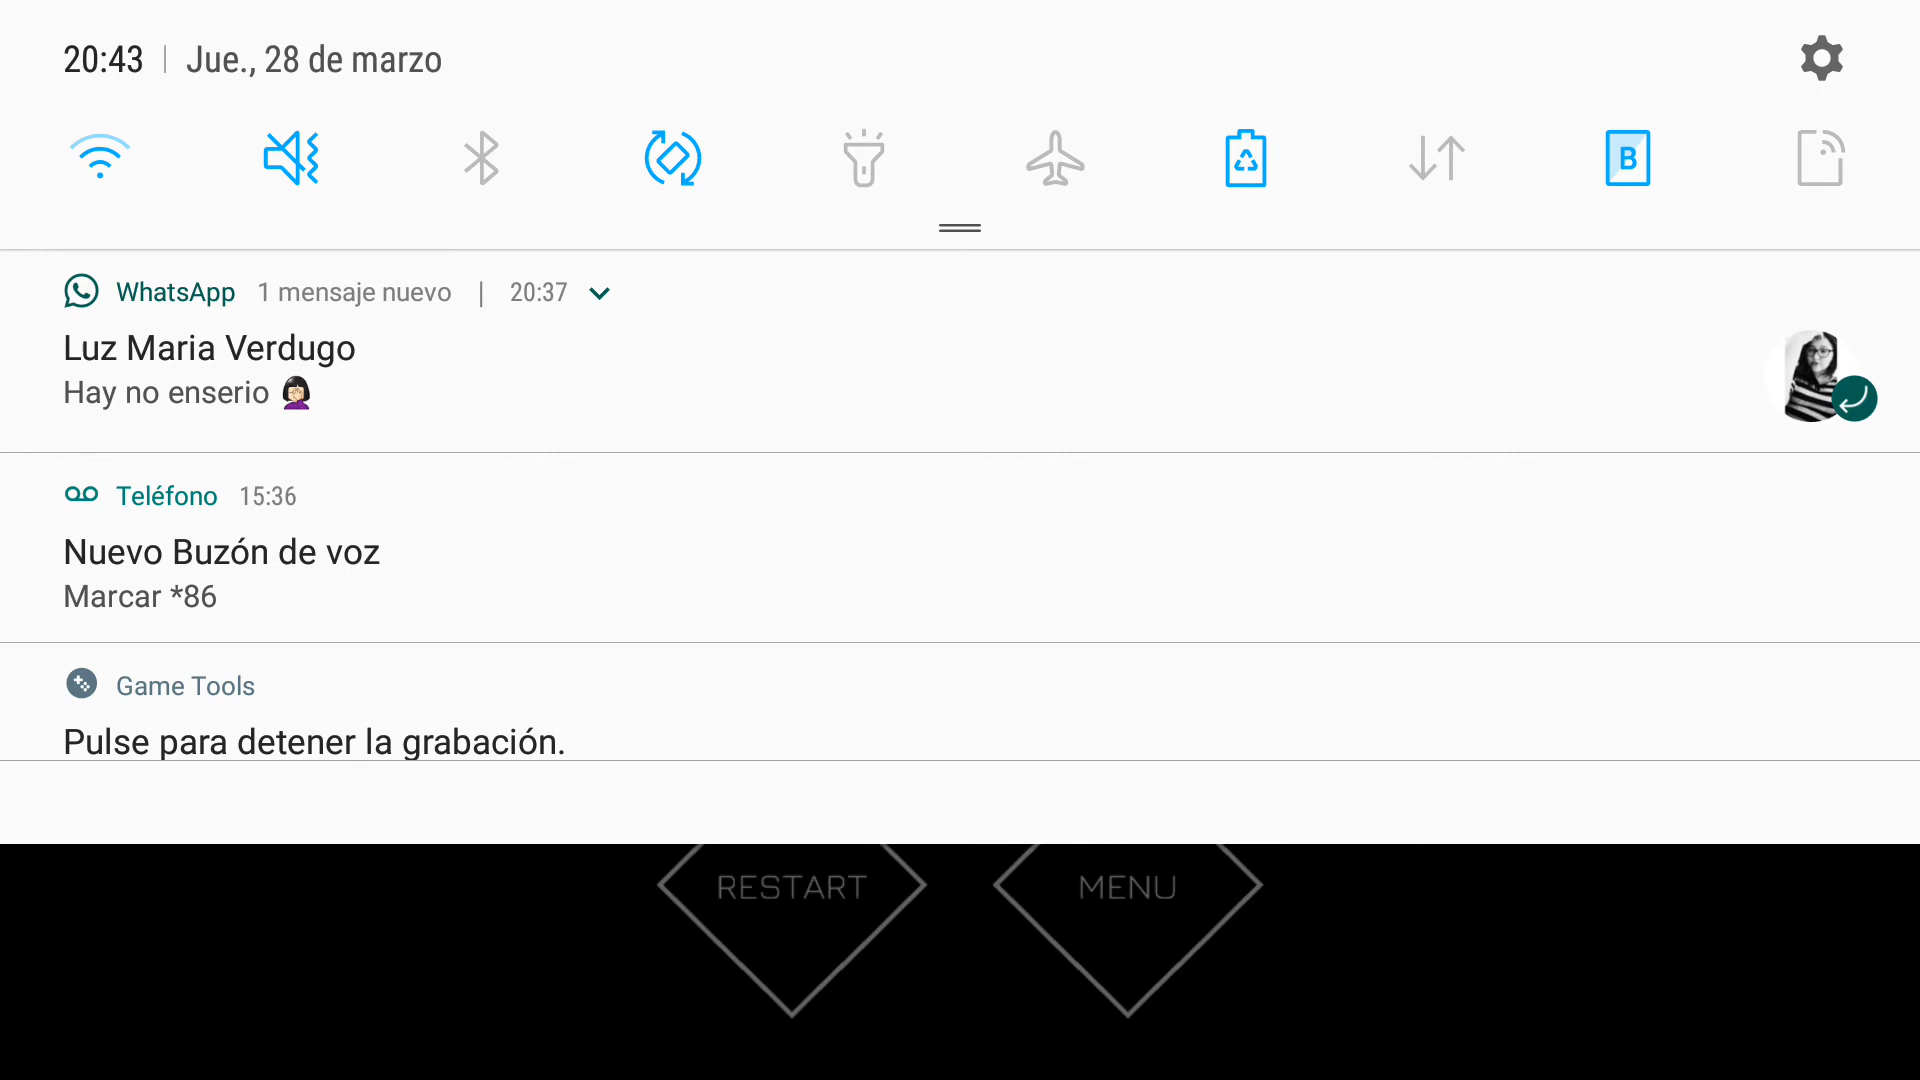 20:43 | Jue., 28 de marzo
B
WhatsApp 1 mensaje nuevo | 20:37
Luz Maria Verdugo
Hay no enserio 🤦🏻‍♀️
Teléfono 15:36
Nuevo Buzón de voz
Marcar *86
Game Tools
Pulse para detener la grabación.
RESTART MENU